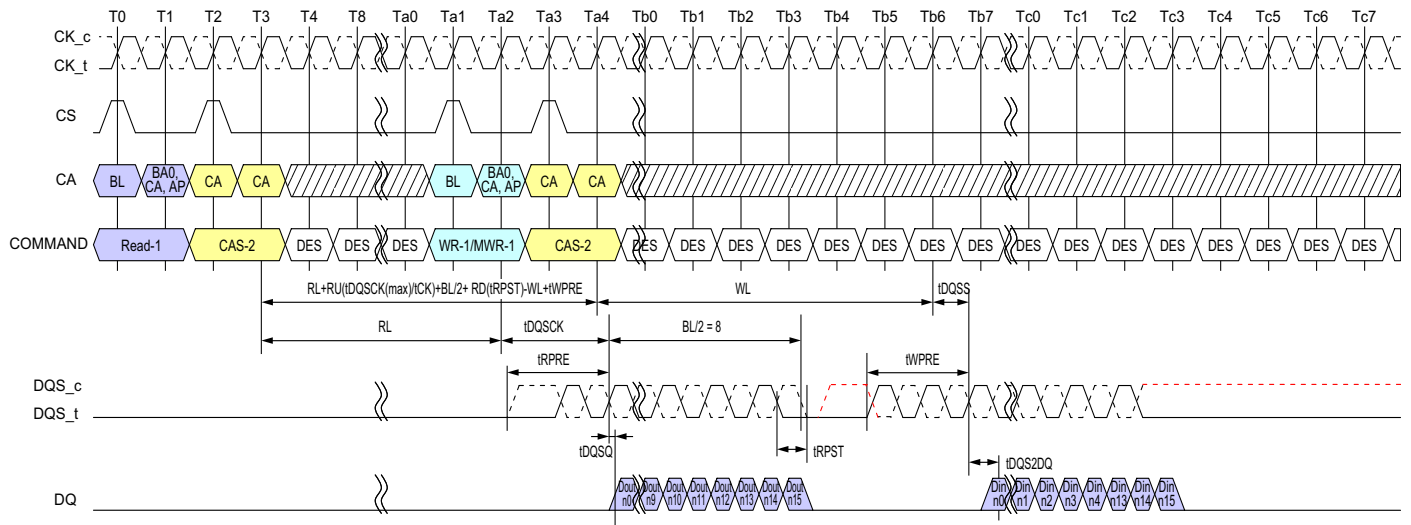 T0 T1 T2 T3 T4 T8 Ta0 Ta1 Ta2 Ta3 Ta4 Tb0 Tb1 Tb2 Tb3 Tb4 Tb5 Tb6 Tb7 Tc0 Tc1 Tc2 Tc3 Tc4 Tc5 Tc6 Tc7
CK_c
CK_t
CS
CA BL BA0, CA, AP CA CA BL BA0, CA, AP CA CA
COMMAND Read-1 CAS-2 DES DES DES WR-1/MWR-1 CAS-2 DES DES DES DES DES DES DES DES DES DES DES DES DES DES DES DES
RL+RU(tDQSCK(max)/tCK)+BL/2+ RD(tRPST)-WL+tWPRE WL tDQSS
RL tDQSCK BL/2 = 8
tRPRE tWPRE
DQS_c
DQS_t
tDQSQ tRPST tDQS2DQ
DQ Dout n0 Dout n9 Dout n10 Dout n11 Dout n12 Dout n13 Dout n14 Dout n15 Din n0 Din n1 Din n2 Din n3 Din n4 Din n13 Din n14 Din n15